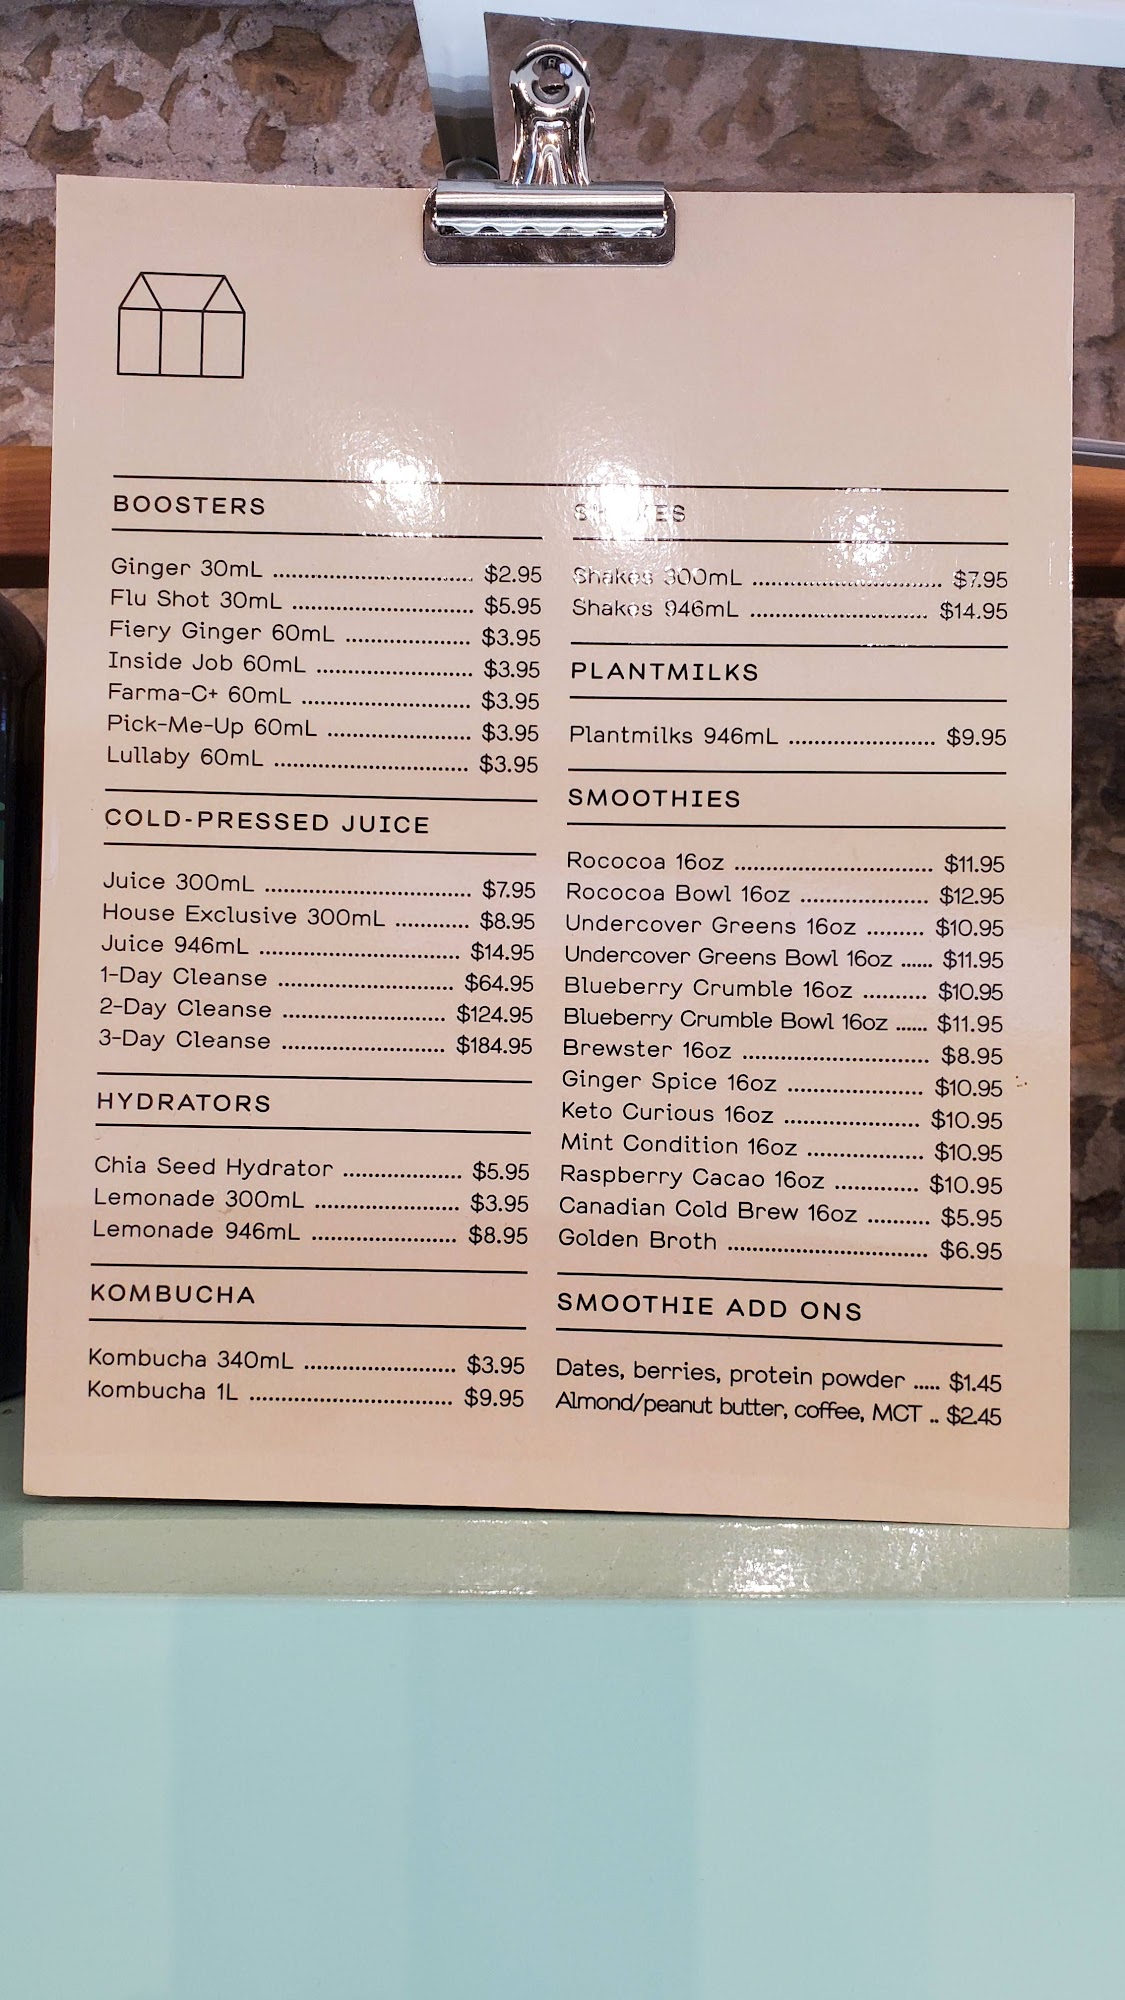 BOOSTERS
Ginger 30mL ........ $2.95
Flu Shot 30mL ........ $5.95
Fiery Ginger 60mL ........ $3.95
Inside Job 60mL ........ $3.95
Farma-C+ 60mL ........ $3.95
Pick-Me-Up 60mL ........ $3.95
Lullaby 60mL ........ $3.95
COLD-PRESSED JUICE
Juice 300mL ........ $7.95
House Exclusive 300mL ........ $8.95
Juice 946mL ........ $14.95
1-Day Cleanse ........ $64.95
2-Day Cleanse ........ $124.95
3-Day Cleanse ........ $184.95
HYDRATORS
Chia Seed Hydrator ........ $5.95
Lemonade 300mL ........ $3.95
Lemonade 946mL ........ $8.95
KOMBUCHA
Kombucha 340mL ........ $3.95
Kombucha 1L ........ $9.95
SHAKES
Shakes 300mL ........ $7.95
Shakes 946mL ........ $14.95
PLANTMILKS
Plantmilks 946mL ........ $9.95
SMOOTHIES
Rococoa 16oz ........ $11.95
Rococoa Bowl 16oz ........ $12.95
Undercover Greens 16oz ........ $10.95
Undercover Greens Bowl 16oz ...... $11.95
Blueberry Crumble 16oz ........ $10.95
Blueberry Crumble Bowl 16oz ...... $11.95
Brewster 16oz ........ $8.95
Ginger Spice 16oz ........ $10.95
Keto Curious 16oz ........ $10.95
Mint Condition 16oz ........ $10.95
Raspberry Cacao 16oz ........ $10.95
Canadian Cold Brew 16oz ........ $5.95
Golden Broth ........ $6.95
SMOOTHIE ADD ONS
Dates, berries, protein powder ..... $1.45
Almond/peanut butter, coffee, MCT .. $2.45